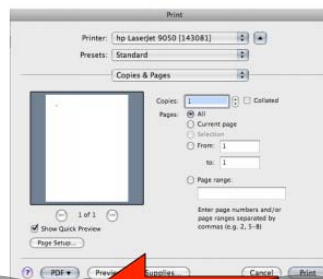 Print
Printer: hp LaserJet 9050 [143081]
Presets: Standard
Copies & Pages
Copies: 1 Collated
Pages: All
Current page
Selection
From: 1
to: 1
Page range:
Enter page numbers and/or
page ranges separated by
commas (e.g. 2, 5–8)
1 of 1
Show Quick Preview
Page Setup...
? PDF Supplies... Cancel Print